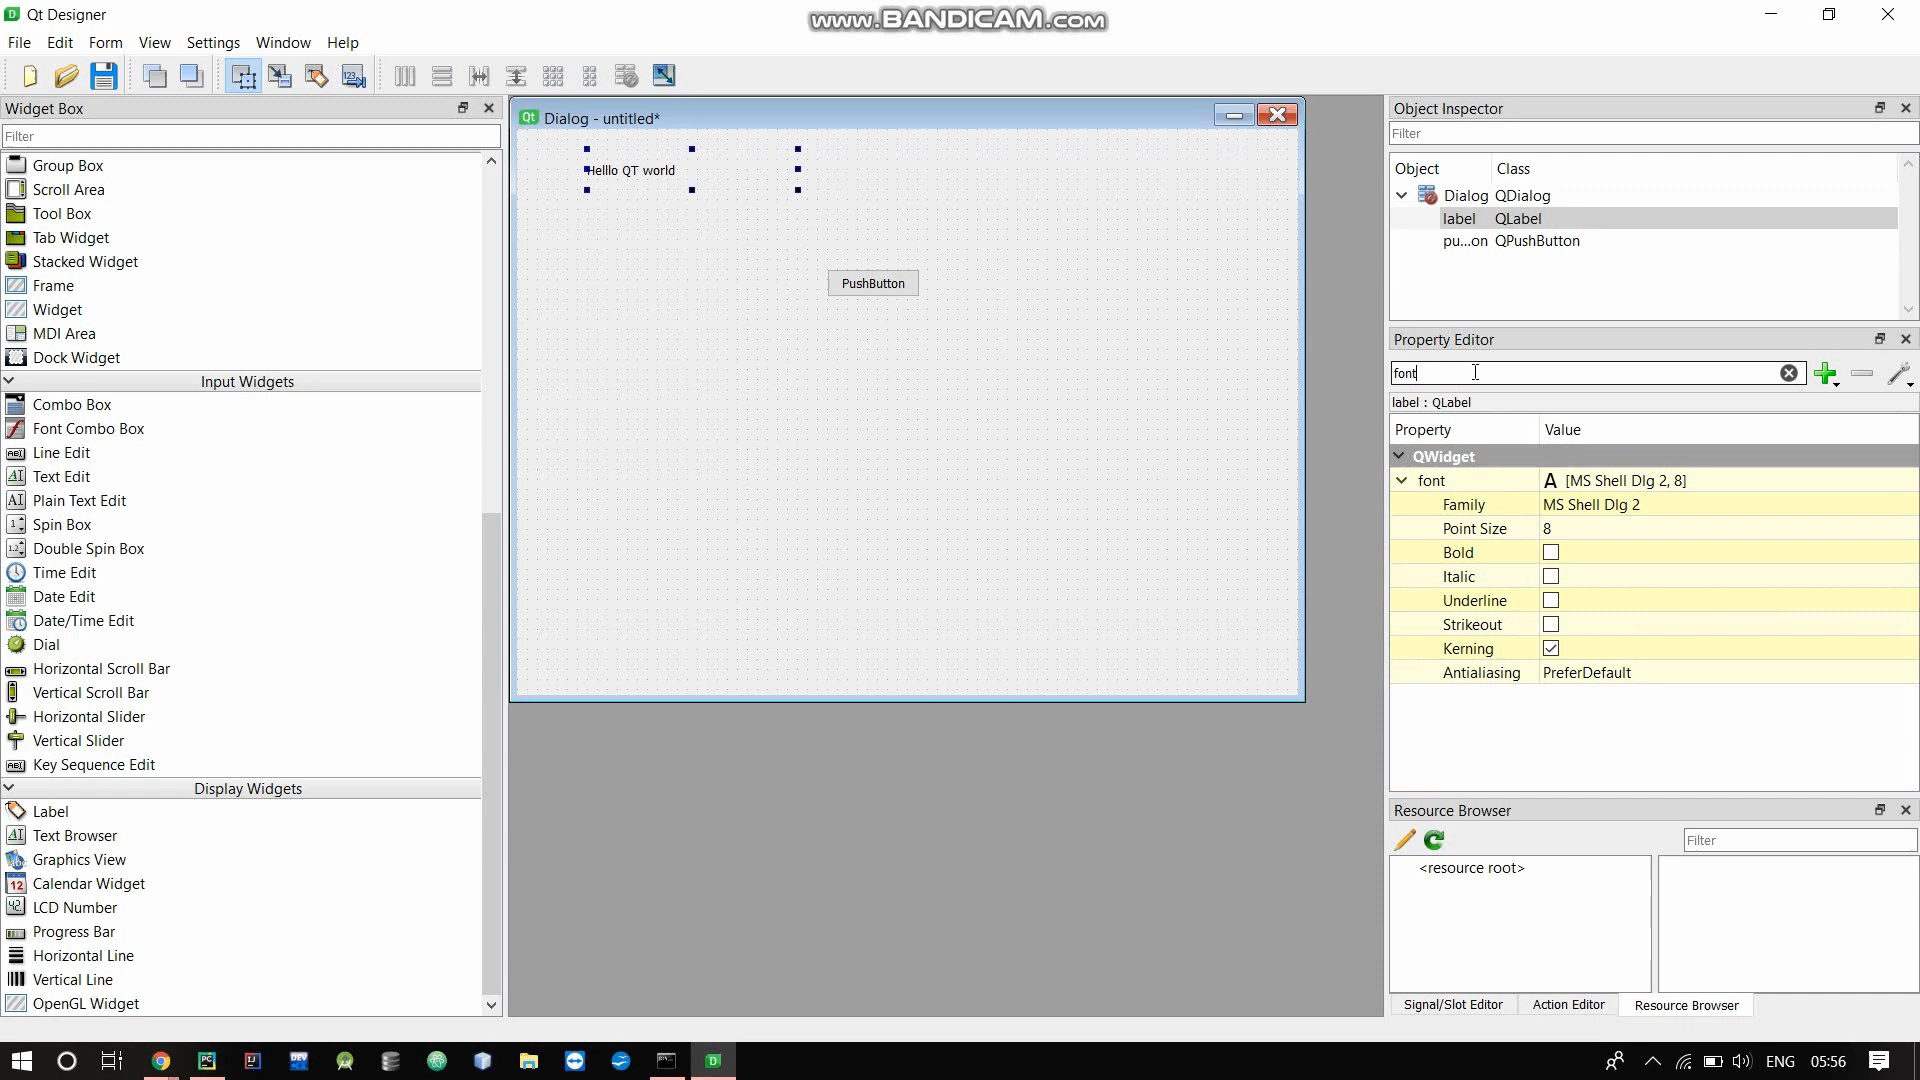 Qt Designer
www.BANDICAM.com
File Edit Form View Settings Window Help
Widget Box
Filter
Group Box
Scroll Area
Tool Box
Tab Widget
Stacked Widget
Frame
Widget
MDI Area
Dock Widget
Input Widgets
Combo Box
Font Combo Box
Line Edit
Text Edit
Plain Text Edit
Spin Box
Double Spin Box
Time Edit
Date Edit
Date/Time Edit
Dial
Horizontal Scroll Bar
Vertical Scroll Bar
Horizontal Slider
Vertical Slider
Key Sequence Edit
Display Widgets
Label
Text Browser
Graphics View
Calendar Widget
LCD Number
Progress Bar
Horizontal Line
Vertical Line
OpenGL Widget
Dialog - untitled*
Helllo QT world
PushButton
Object Inspector
Filter
Object Class
Dialog QDialog
label QLabel
pu...on QPushButton
Property Editor
font
label : QLabel
Property Value
QWidget
font A [MS Shell Dlg 2, 8]
Family MS Shell Dlg 2
Point Size 8
Bold
Italic
Underline
Strikeout
Kerning
Antialiasing PreferDefault
Resource Browser
Filter
<resource root>
Signal/Slot Editor Action Editor Resource Browser
ENG 05:56